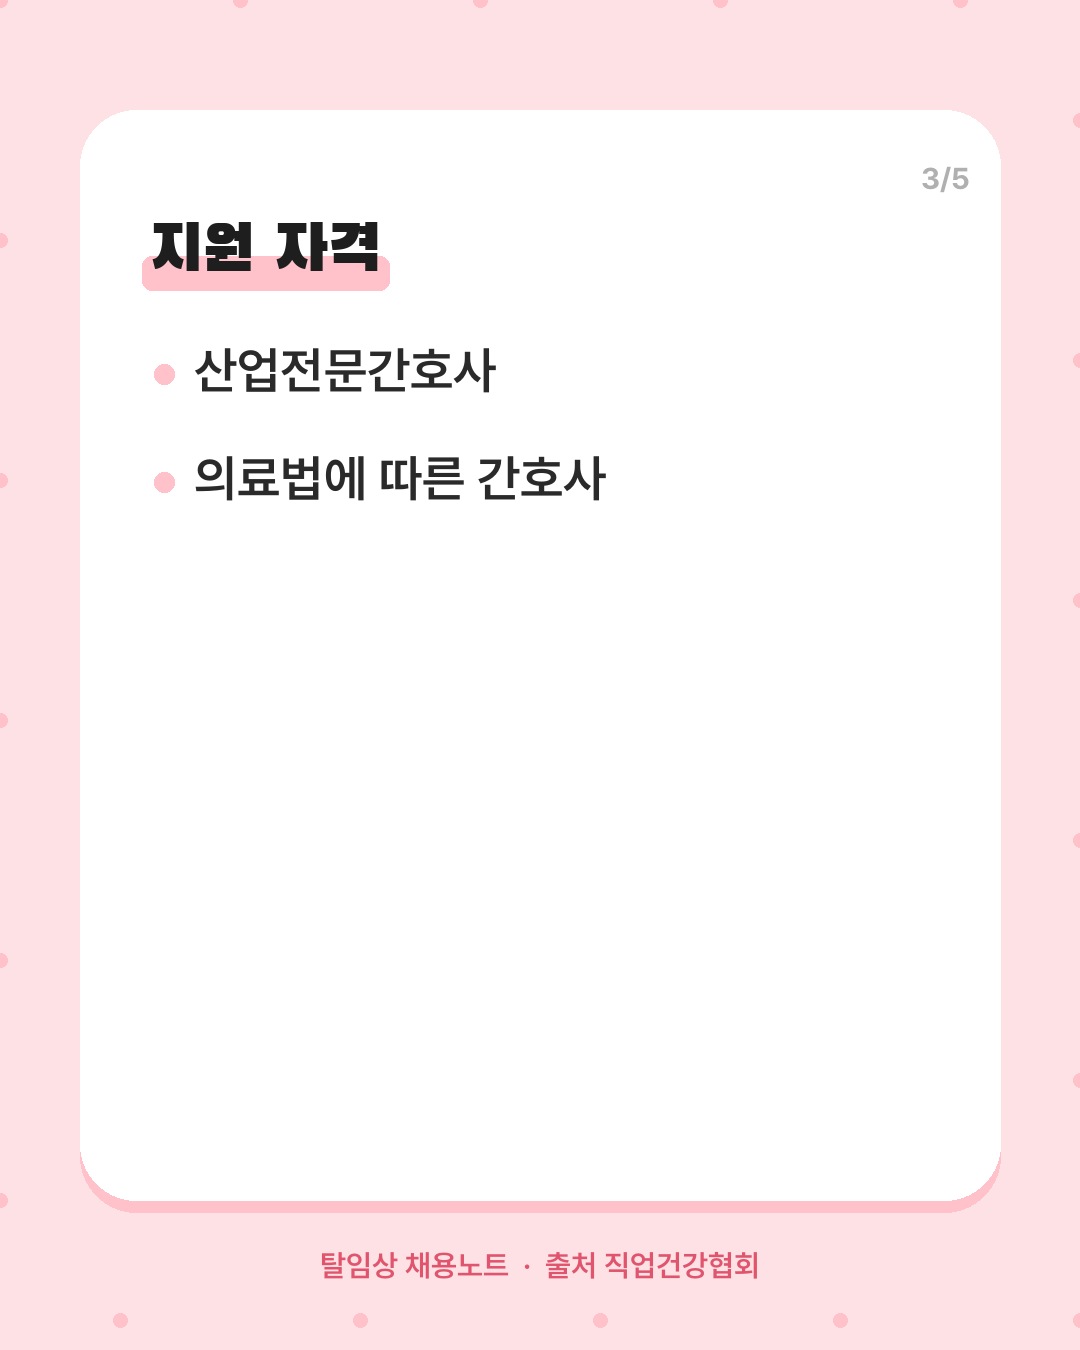 3/5
지원 자격
산업전문간호사
의료법에 따른 간호사
탈임상 채용노트 · 출처 직업건강협회